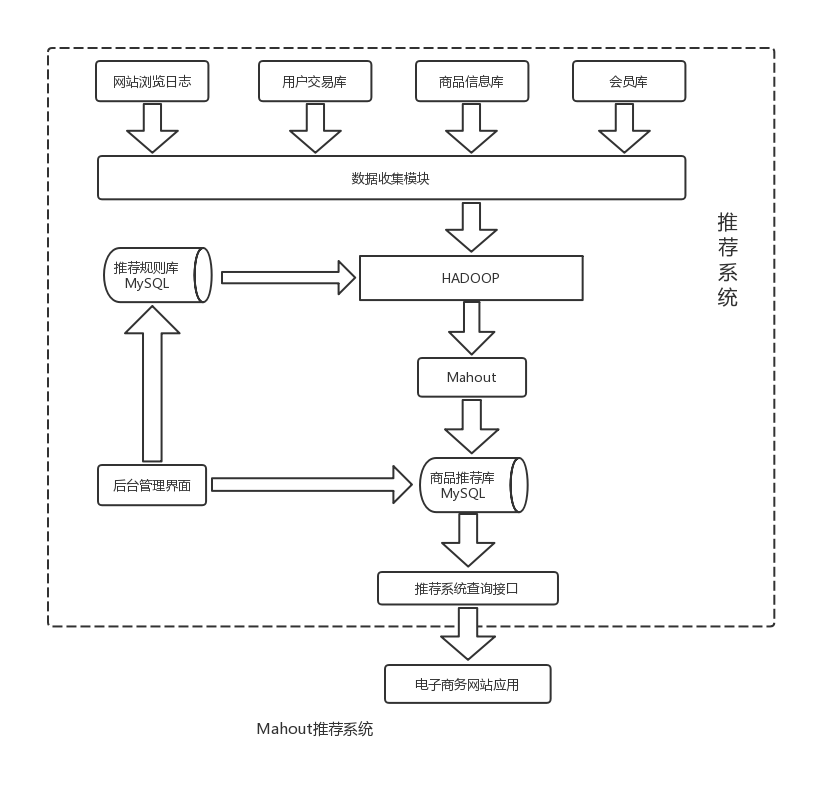 网站浏览日志
用户交易库
商品信息库
会员库
数据收集模块
推荐系统
推荐规则库
MySQL
HADOOP
Mahout
商品推荐库
MySQL
后台管理界面
推荐系统查询接口
电子商务网站应用
Mahout推荐系统